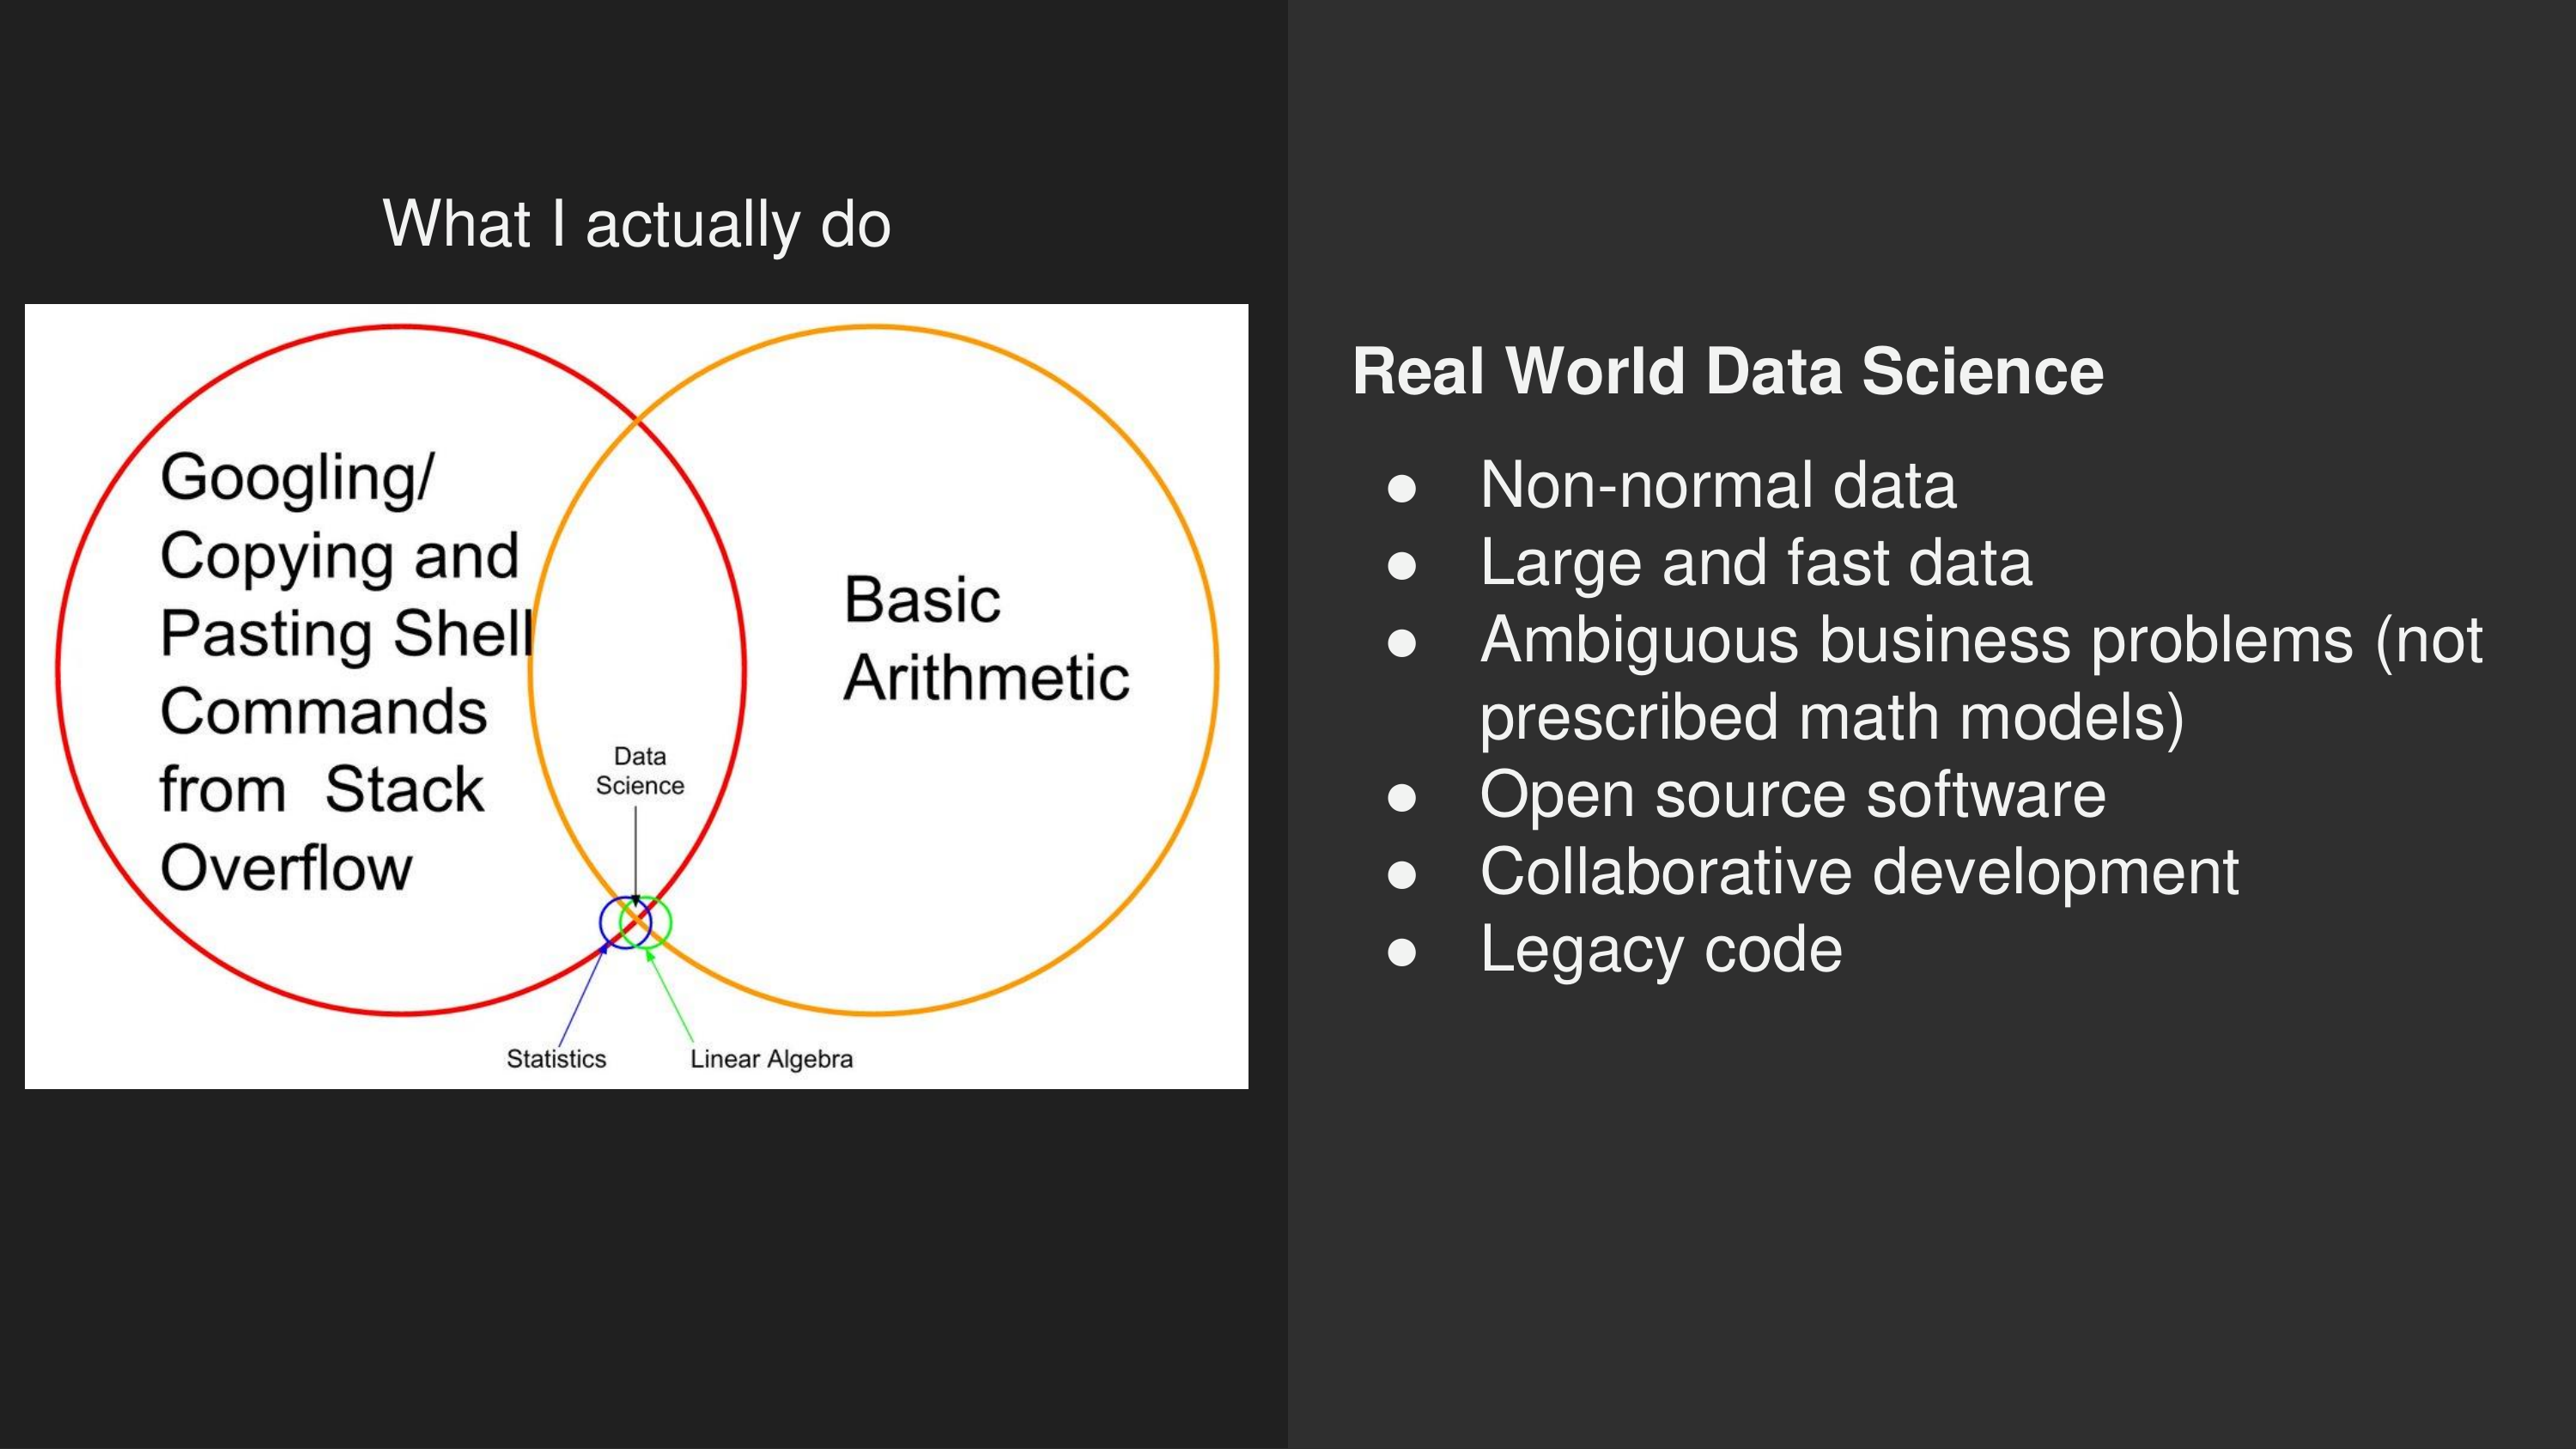 What I actually do
Googling/
Copying and
Pasting Shell
Commands
from  Stack
Overflow
Basic
Arithmetic
Data
Science
Statistics
Linear Algebra
Real World Data Science
● Non-normal data
● Large and fast data
● Ambiguous business problems (not
prescribed math models)
● Open source software
● Collaborative development
● Legacy code